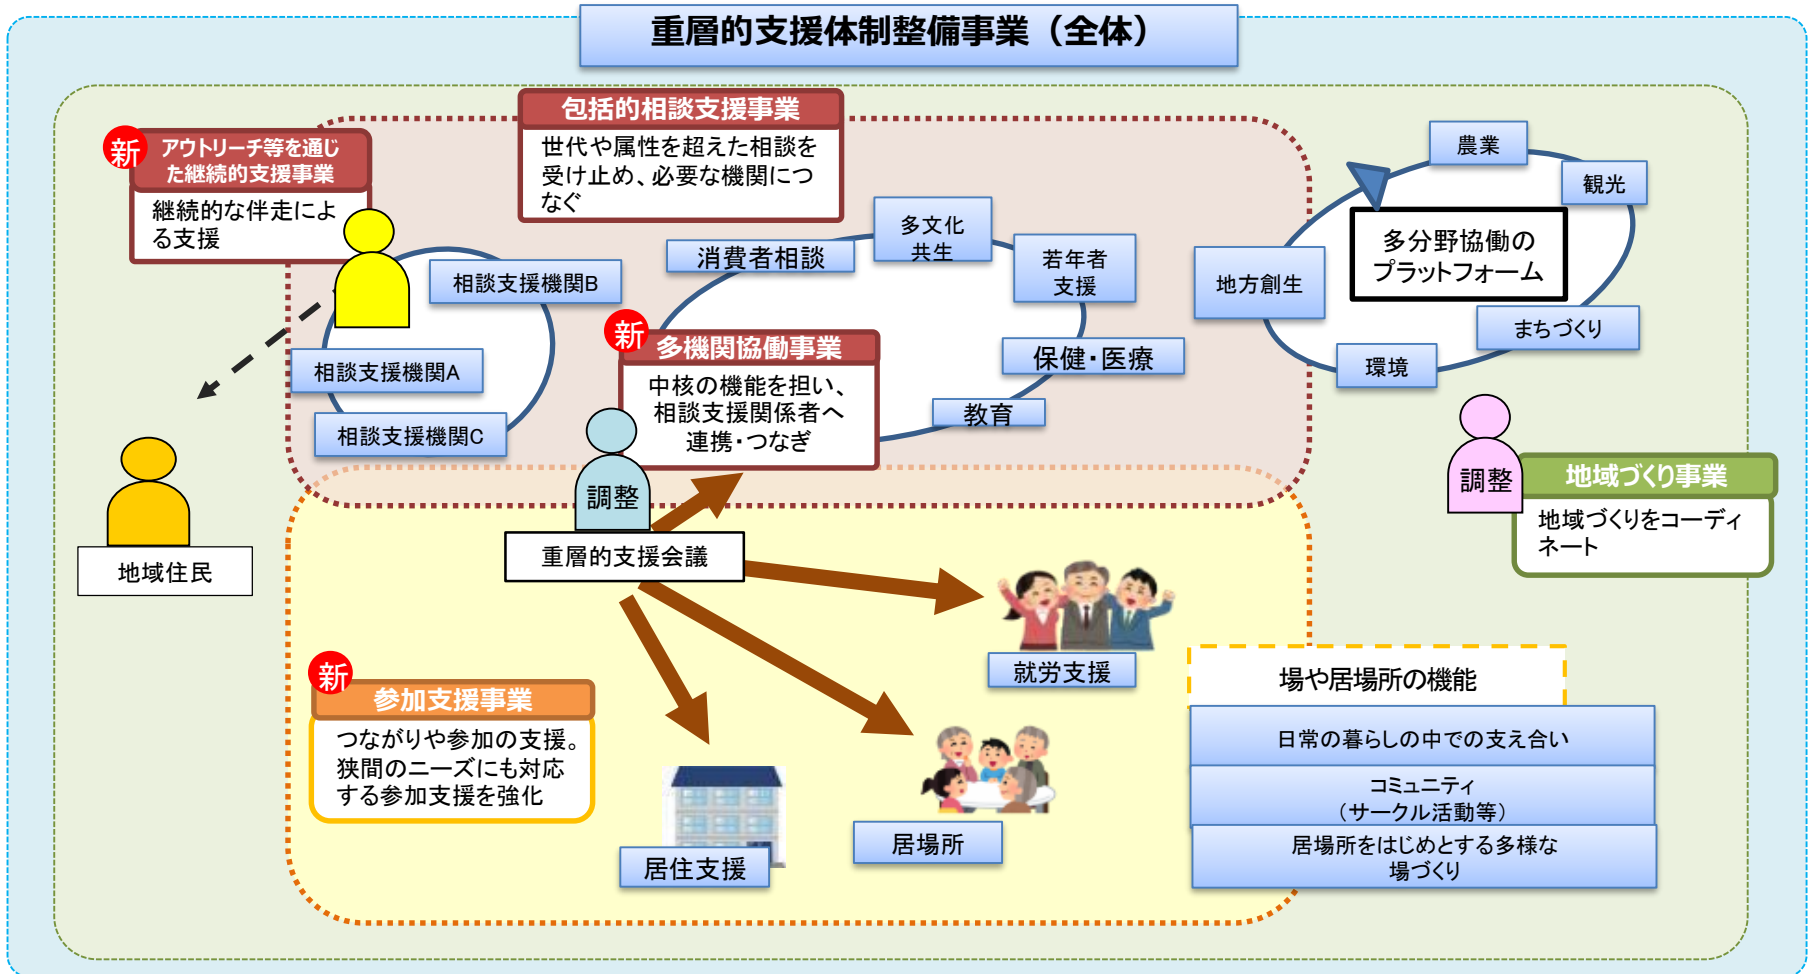 重層的支援体制整備事業（全体）
包括的相談支援事業
世代や属性を超えた相談を
受け止め、必要な機関につ
なぐ
新
アウトリーチ等を通じ
た継続的支援事業
継続的な伴走によ
る支援
相談支援機関B
相談支援機関A
相談支援機関C
消費者相談
多文化
共生
若年者
支援
保健・医療
教育
新
多機関協働事業
中核の機能を担い、
相談支援関係者へ
連携・つなぎ
農業
観光
多分野協働の
プラットフォーム
地方創生
まちづくり
環境
調整
地域づくり事業
地域づくりをコーディ
ネート
地域住民
調整
重層的支援会議
就労支援
新
参加支援事業
つながりや参加の支援。
狭間のニーズにも対応
する参加支援を強化
居住支援
居場所
場や居場所の機能
日常の暮らしの中での支え合い
コミュニティ
（サークル活動等）
居場所をはじめとする多様な
場づくり